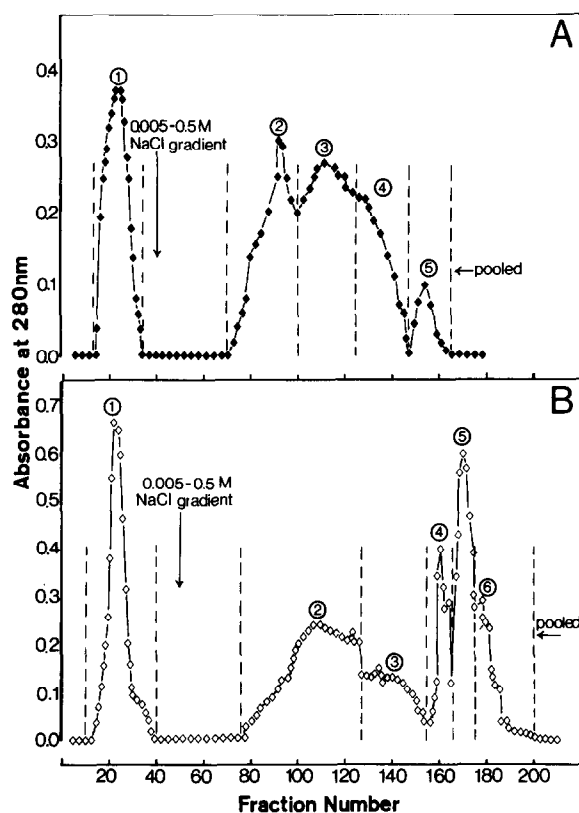 A
0.4
①
0.005-0.5M
NaCl gradient
0.3
②
③
④
0.2
⑤
←pooled
0.1
0.0
Absorbance at 280nm
B
0.7
①
⑤
0.6
0.005-0.5 M
NaCl gradient
0.5
④
0.4
⑥
0.3
②
pooled
0.2
③
0.1
0.0
20 40 60 80 100 120 140 160 180 200
Fraction Number